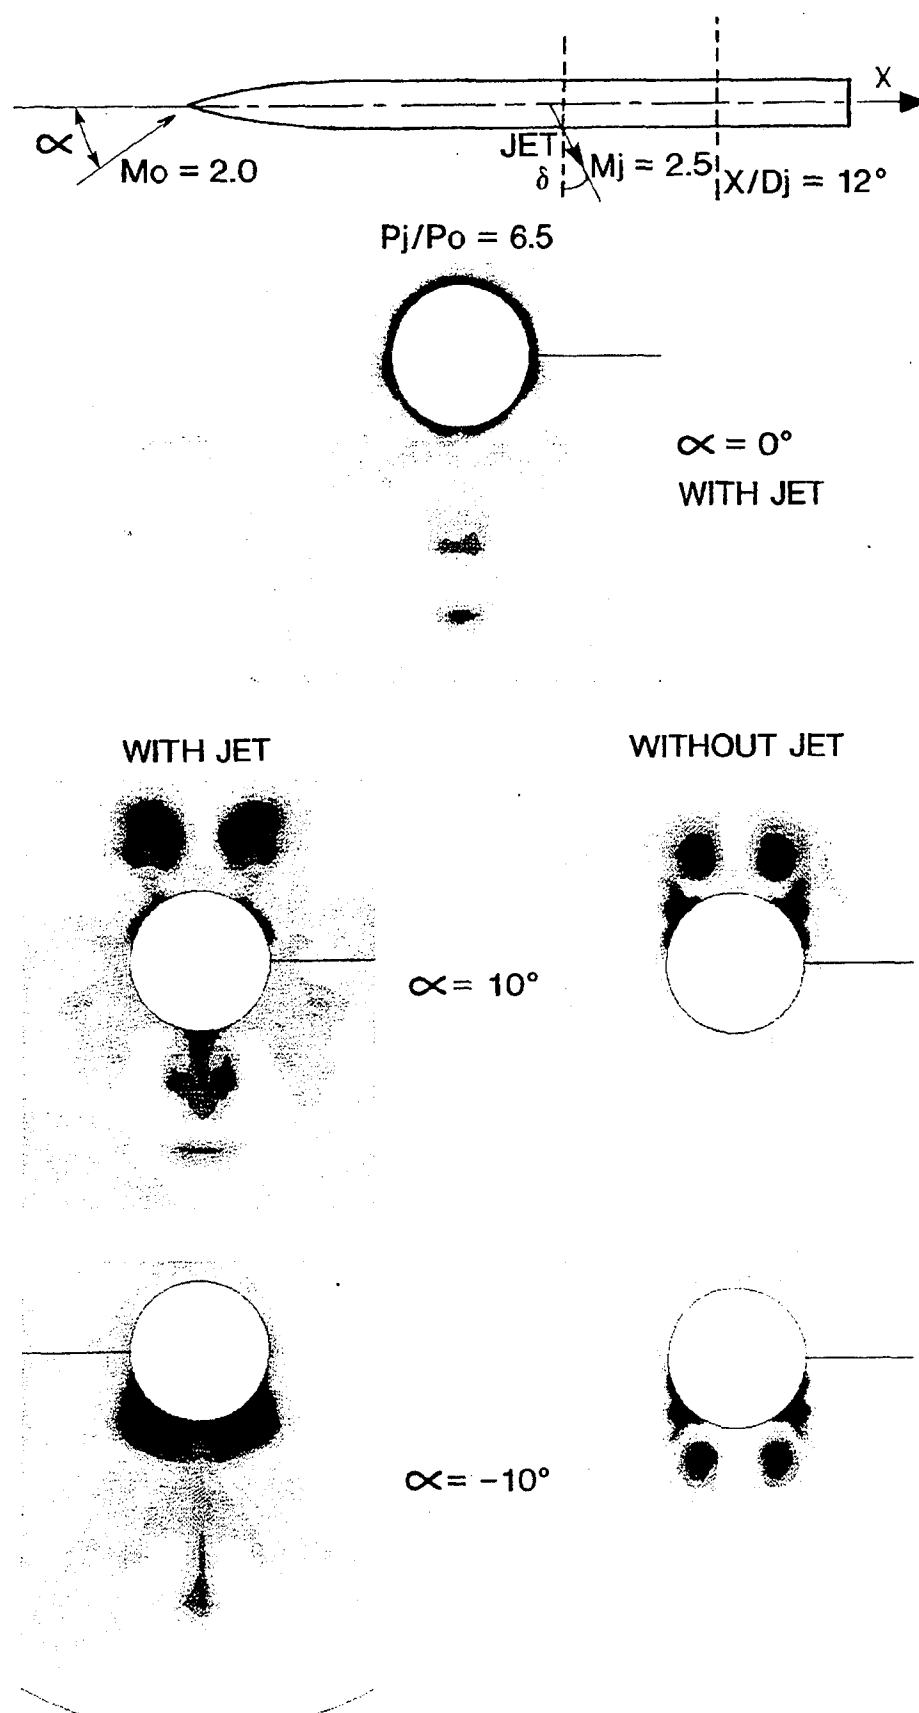 X
∝
Mo = 2.0
JET
δ
Mj = 2.5
X/Dj = 12°
Pj/Po = 6.5
∝ = 0°
WITH JET
WITH JET
WITHOUT JET
∝ = 10°
∝ = -10°